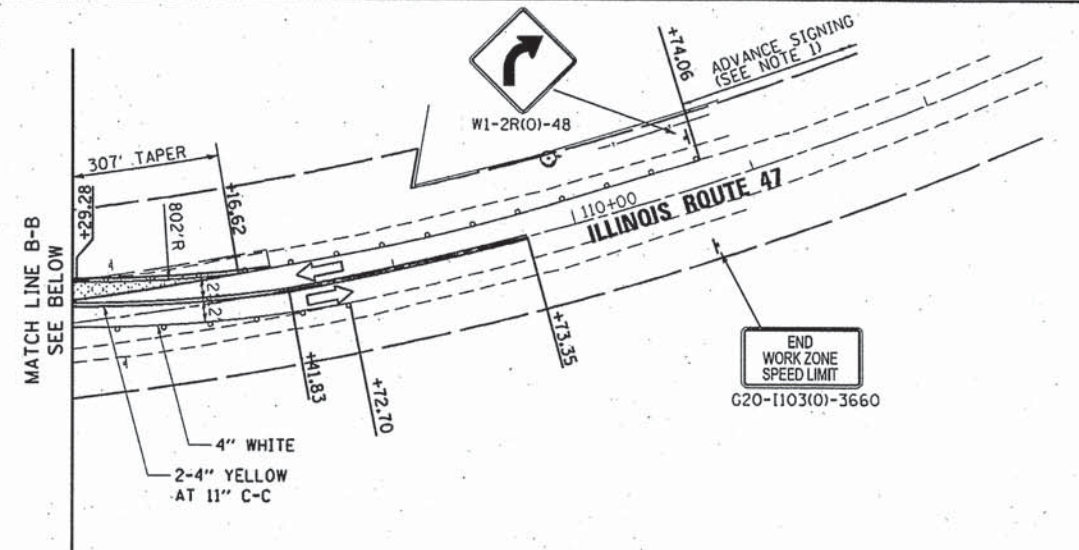 +74.06
ADVANCE SIGNING
(SEE NOTE 1)
W1-2R(O)-48
307' TAPER
+29.28
802'R
+16.62
110+00
ILLINOIS ROUTE 47
MATCH LINE B-B
SEE BELOW
+41.83
+72.70
+73.35
END
WORK ZONE
SPEED LIMIT
G20-I103(O)-3660
4" WHITE
2-4" YELLOW
AT 11" C-C